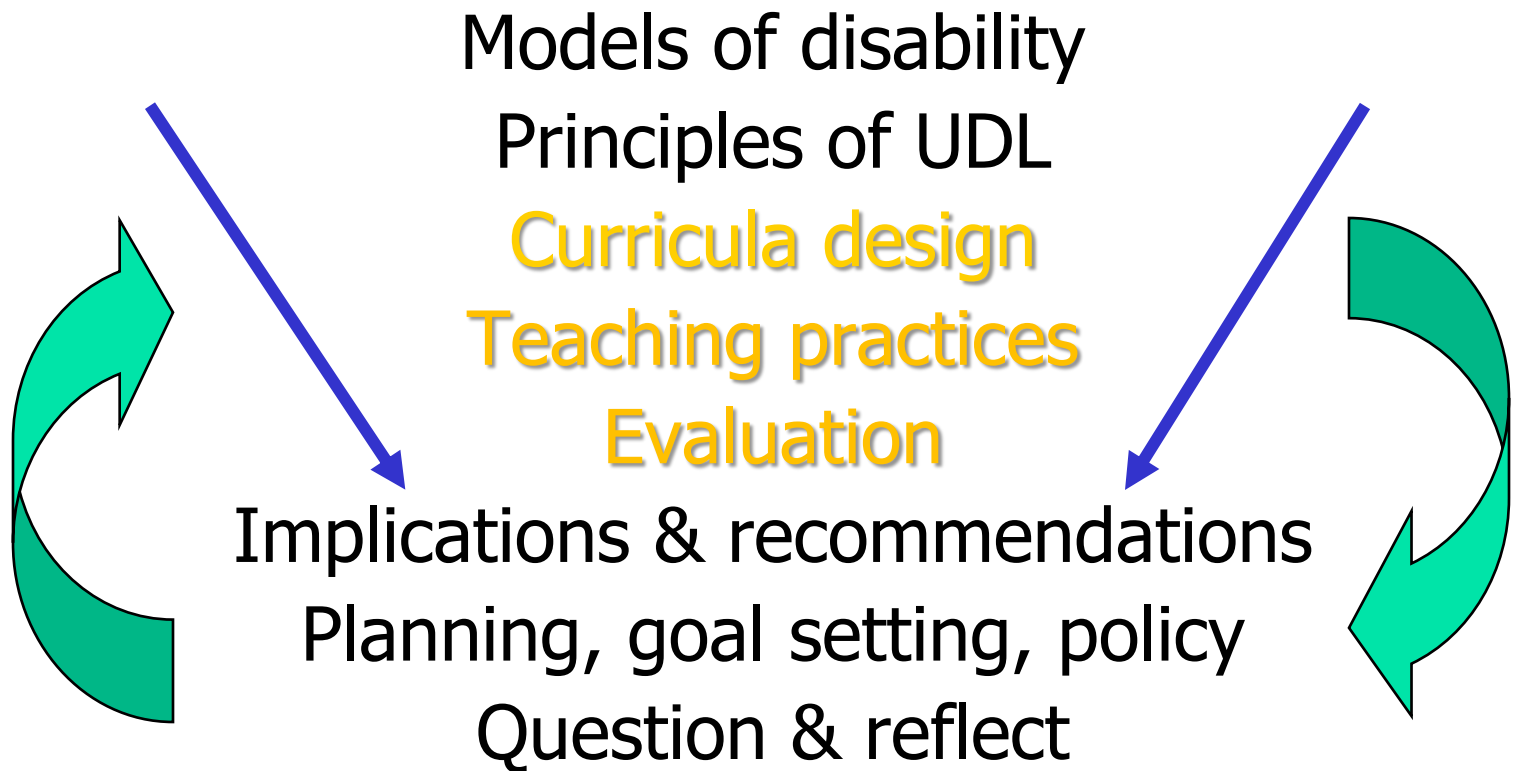 Models of disability
Principles of UDL
Curricula design
Teaching practices
Evaluation
Implications & recommendations
Planning, goal setting, policy
Question & reflect